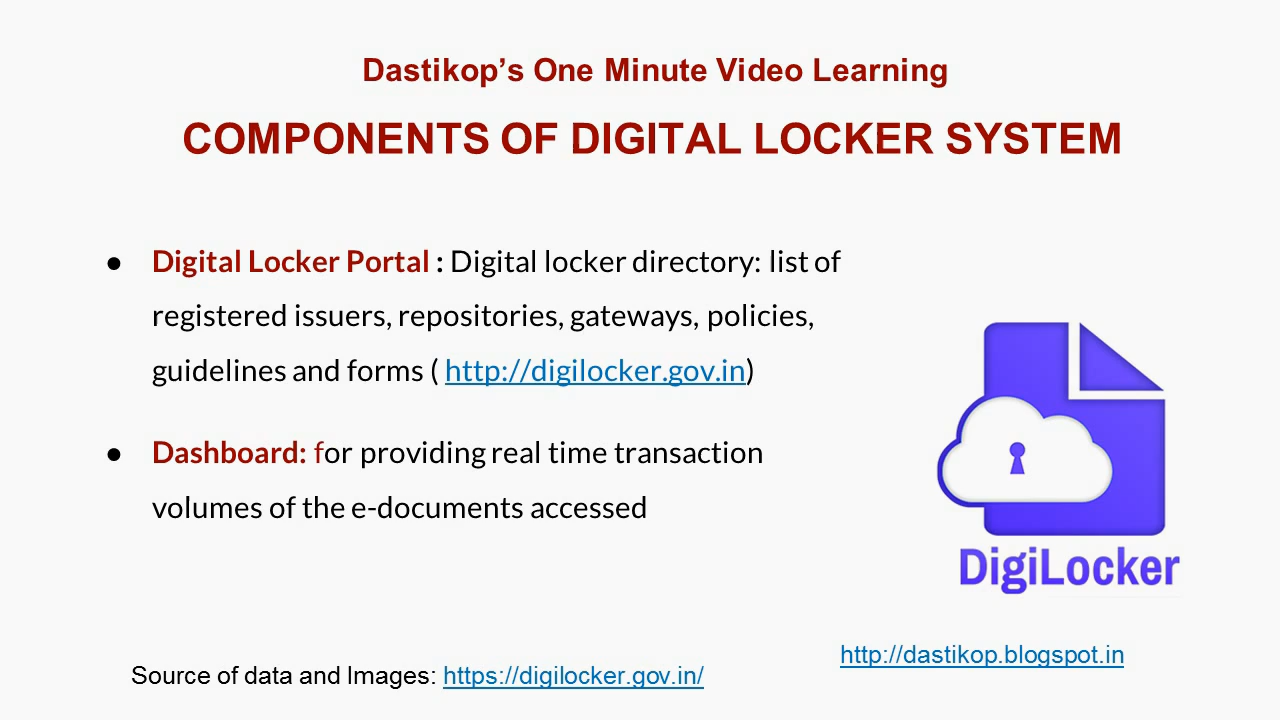 Dastikop’s One Minute Video Learning
COMPONENTS OF DIGITAL LOCKER SYSTEM
● Digital Locker Portal : Digital locker directory: list of
registered issuers, repositories, gateways, policies,
guidelines and forms ( http://digilocker.gov.in)
● Dashboard: for providing real time transaction
volumes of the e-documents accessed
DigiLocker
http://dastikop.blogspot.in
Source of data and Images: https://digilocker.gov.in/